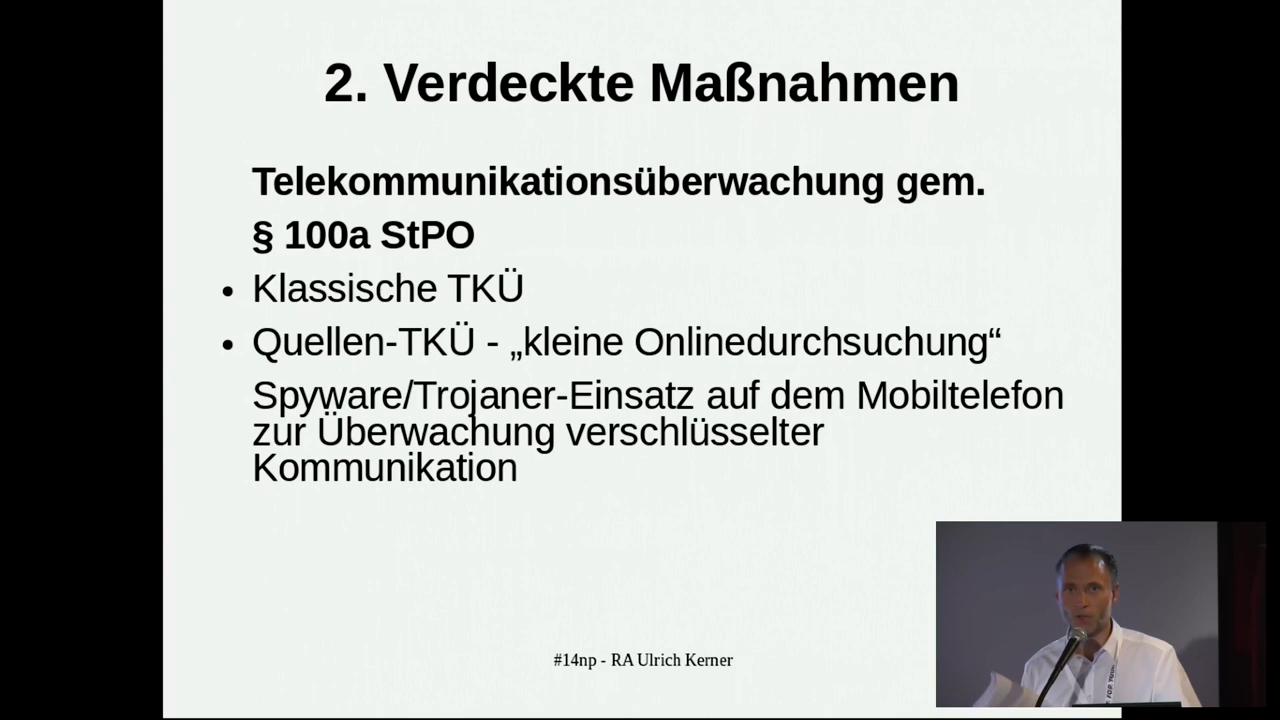 2. Verdeckte Maßnahmen
Telekommunikationsüberwachung gem.
§ 100a StPO
• Klassische TKÜ
• Quellen-TKÜ - „kleine Onlinedurchsuchung“
Spyware/Trojaner-Einsatz auf dem Mobiltelefon
zur Überwachung verschlüsselter
Kommunikation
#14np - RA Ulrich Kerner